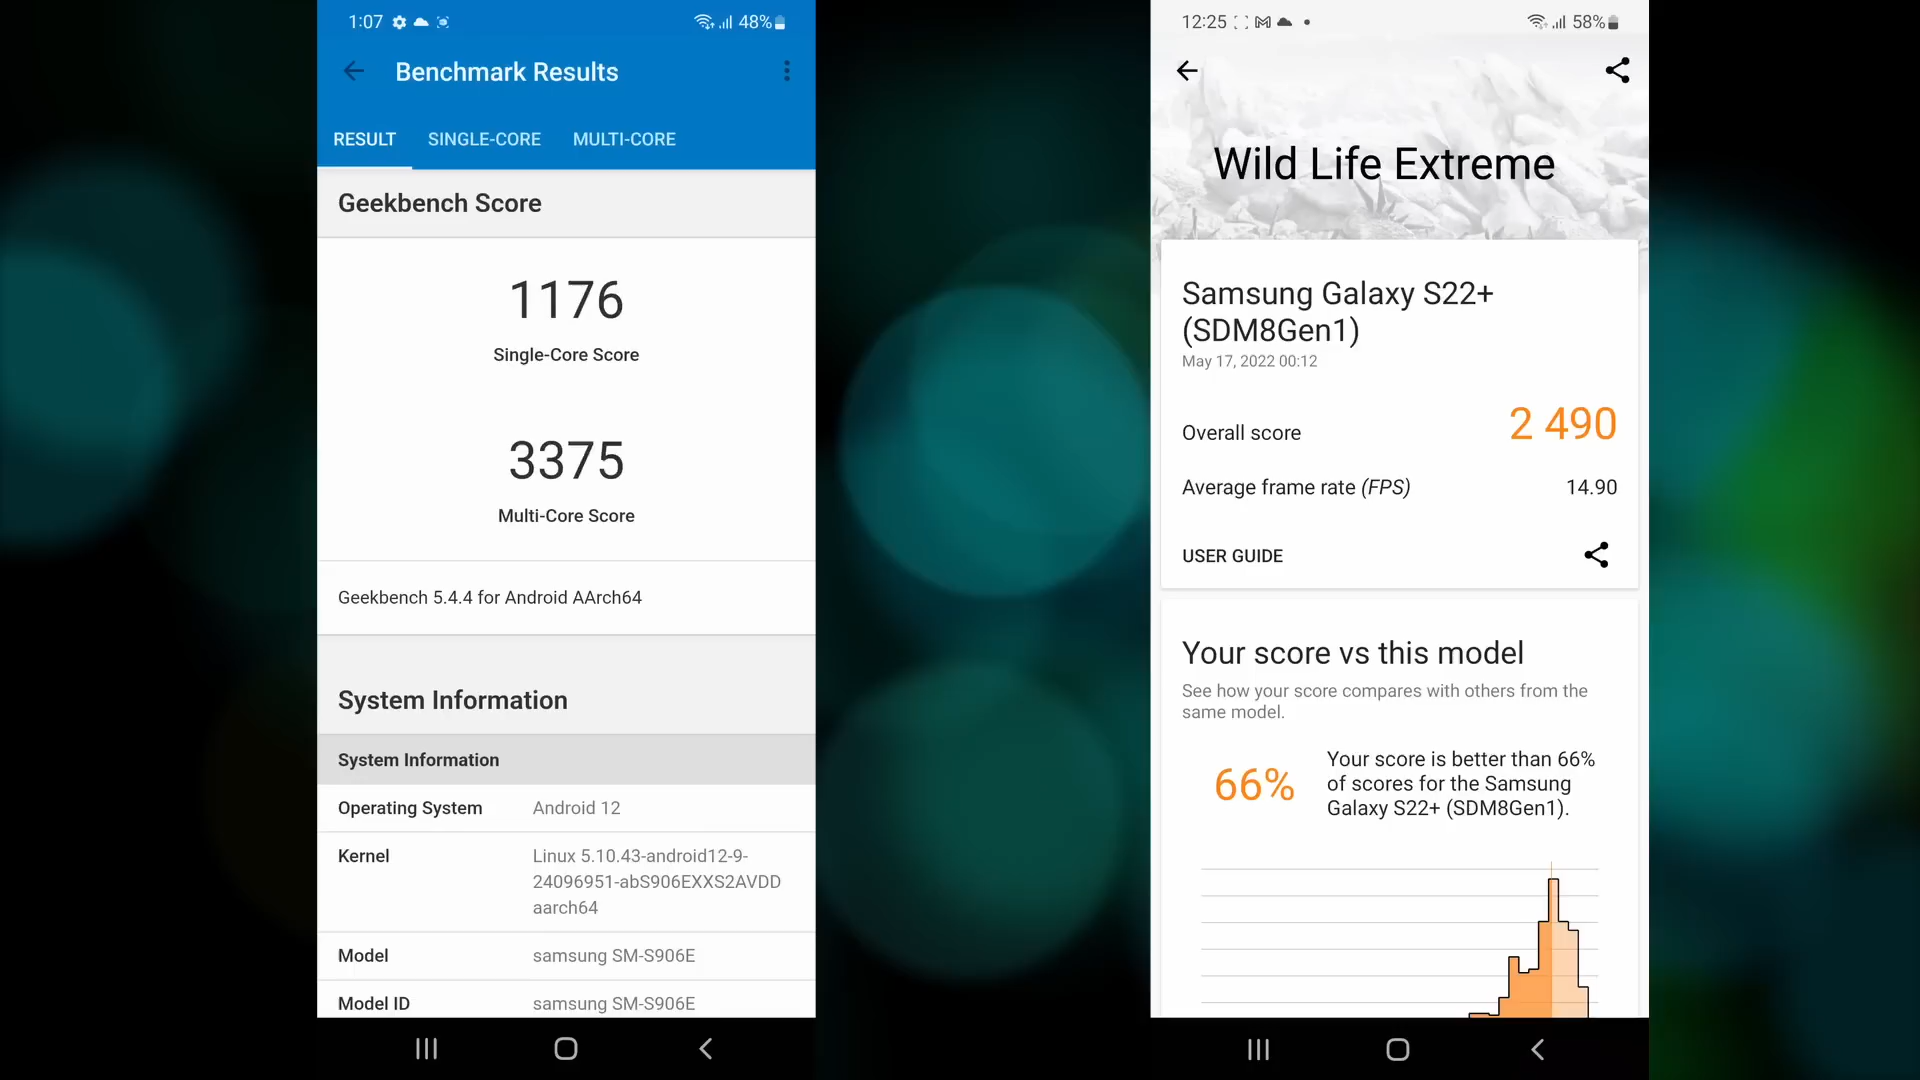 1:07
48%
Benchmark Results
RESULT SINGLE-CORE MULTI-CORE
Geekbench Score
1176
Single-Core Score
3375
Multi-Core Score
Geekbench 5.4.4 for Android AArch64
System Information
System Information
Operating System Android 12
Kernel Linux 5.10.43-android12-9-
24096951-abS906EXXS2AVDD
aarch64
Model samsung SM-S906E
Model ID samsung SM-S906E
12:25
58%
Wild Life Extreme
Samsung Galaxy S22+
(SDM8Gen1)
May 17, 2022 00:12
Overall score 2 490
Average frame rate (FPS) 14.90
USER GUIDE
Your score vs this model
See how your score compares with others from the
same model.
66%
Your score is better than 66%
of scores for the Samsung
Galaxy S22+ (SDM8Gen1).